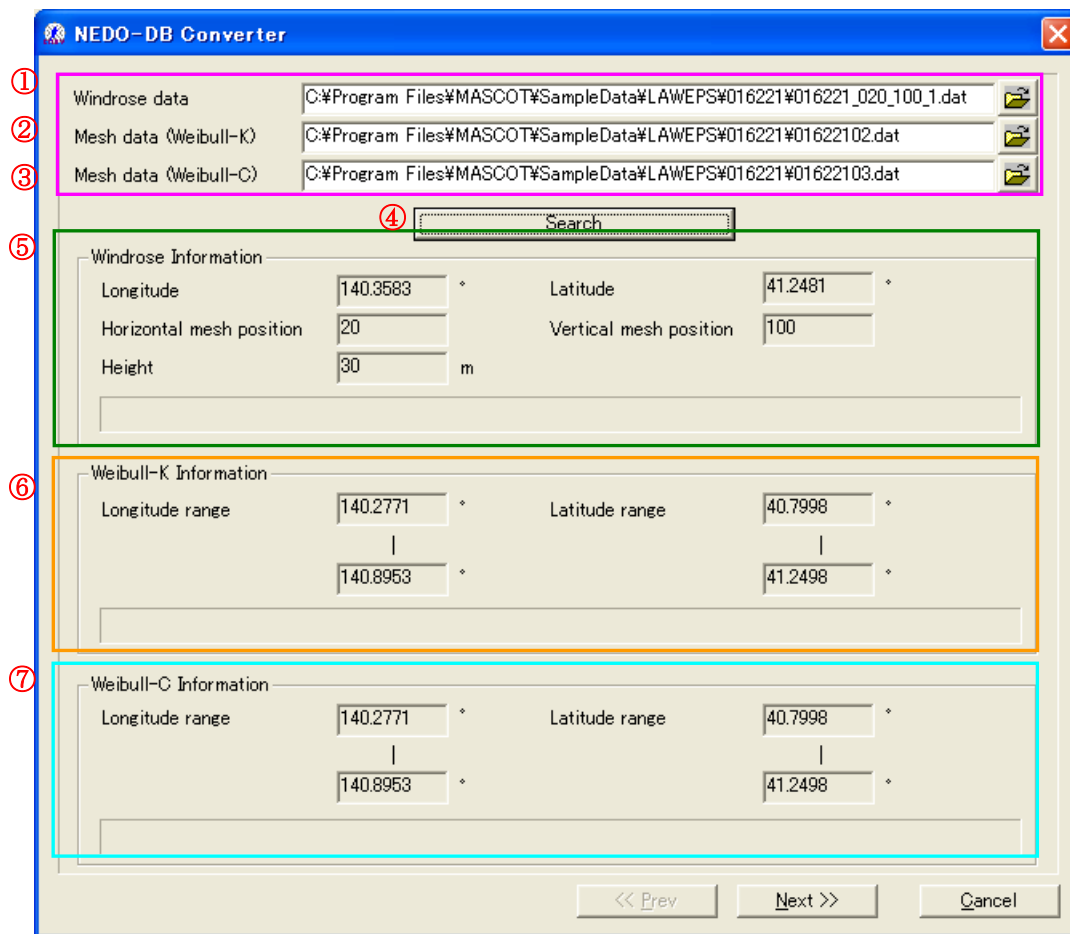 NEDO-DB Converter
① Windrose data C:¥Program Files¥MASCOT¥SampleData¥LAWEPS¥016221¥016221_020_100_1.dat
② Mesh data (Weibull-K) C:¥Program Files¥MASCOT¥SampleData¥LAWEPS¥016221¥01622102.dat
③ Mesh data (Weibull-C) C:¥Program Files¥MASCOT¥SampleData¥LAWEPS¥016221¥01622103.dat
④ Search
⑤ Windrose Information
Longitude 140.3583 ° Latitude 41.2481 °
Horizontal mesh position 20 Vertical mesh position 100
Height 30 m
⑥ Weibull-K Information
Longitude range 140.2771 ° Latitude range 40.7998 °
| |
140.8953 ° 41.2498 °
⑦ Weibull-C Information
Longitude range 140.2771 ° Latitude range 40.7998 °
| |
140.8953 ° 41.2498 °
<< Prev Next >> Cancel